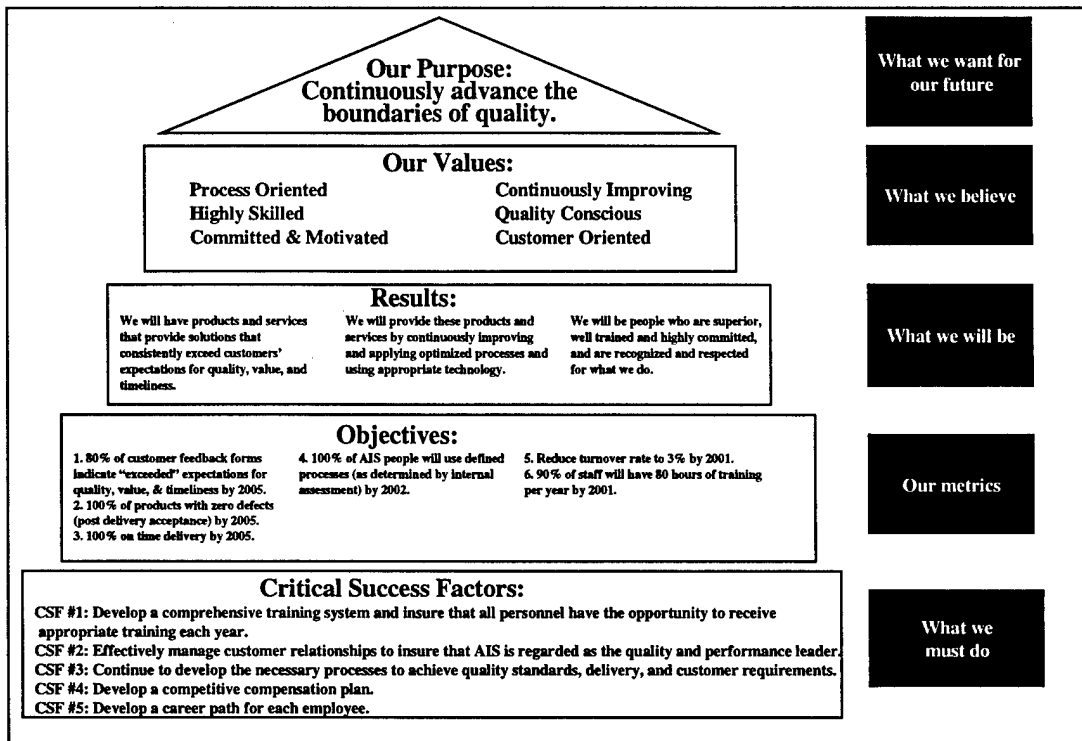 Our Purpose:
Continuously advance the
boundaries of quality.
What we want for
our future
Our Values:
Process Oriented
Highly Skilled
Committed & Motivated
Continuously Improving
Quality Conscious
Customer Oriented
What we believe
Results:
We will have products and services
that provide solutions that
consistently exceed customers'
expectations for quality, value, and
timeliness.
We will provide these products and
services by continuously improving
and applying optimized processes and
using appropriate technology.
We will be people who are superior,
well trained and highly committed,
and are recognized and respected
for what we do.
What we will be
Objectives:
1. 80% of customer feedback forms
indicate "exceeded" expectations for
quality, value, & timeliness by 2005.
2. 100% of products with zero defects
(post delivery acceptance) by 2005.
3. 100% on time delivery by 2005.
4. 100% of AIS people will use defined
processes (as determined by internal
assessment) by 2002.
5. Reduce turnover rate to 3% by 2001.
6. 90% of staff will have 80 hours of training
per year by 2001.
Our metrics
Critical Success Factors:
CSF #1: Develop a comprehensive training system and insure that all personnel have the opportunity to receive
appropriate training each year.
CSF #2: Effectively manage customer relationships to insure that AIS is regarded as the quality and performance leader.
CSF #3: Continue to develop the necessary processes to achieve quality standards, delivery, and customer requirements.
CSF #4: Develop a competitive compensation plan.
CSF #5: Develop a career path for each employee.
What we
must do